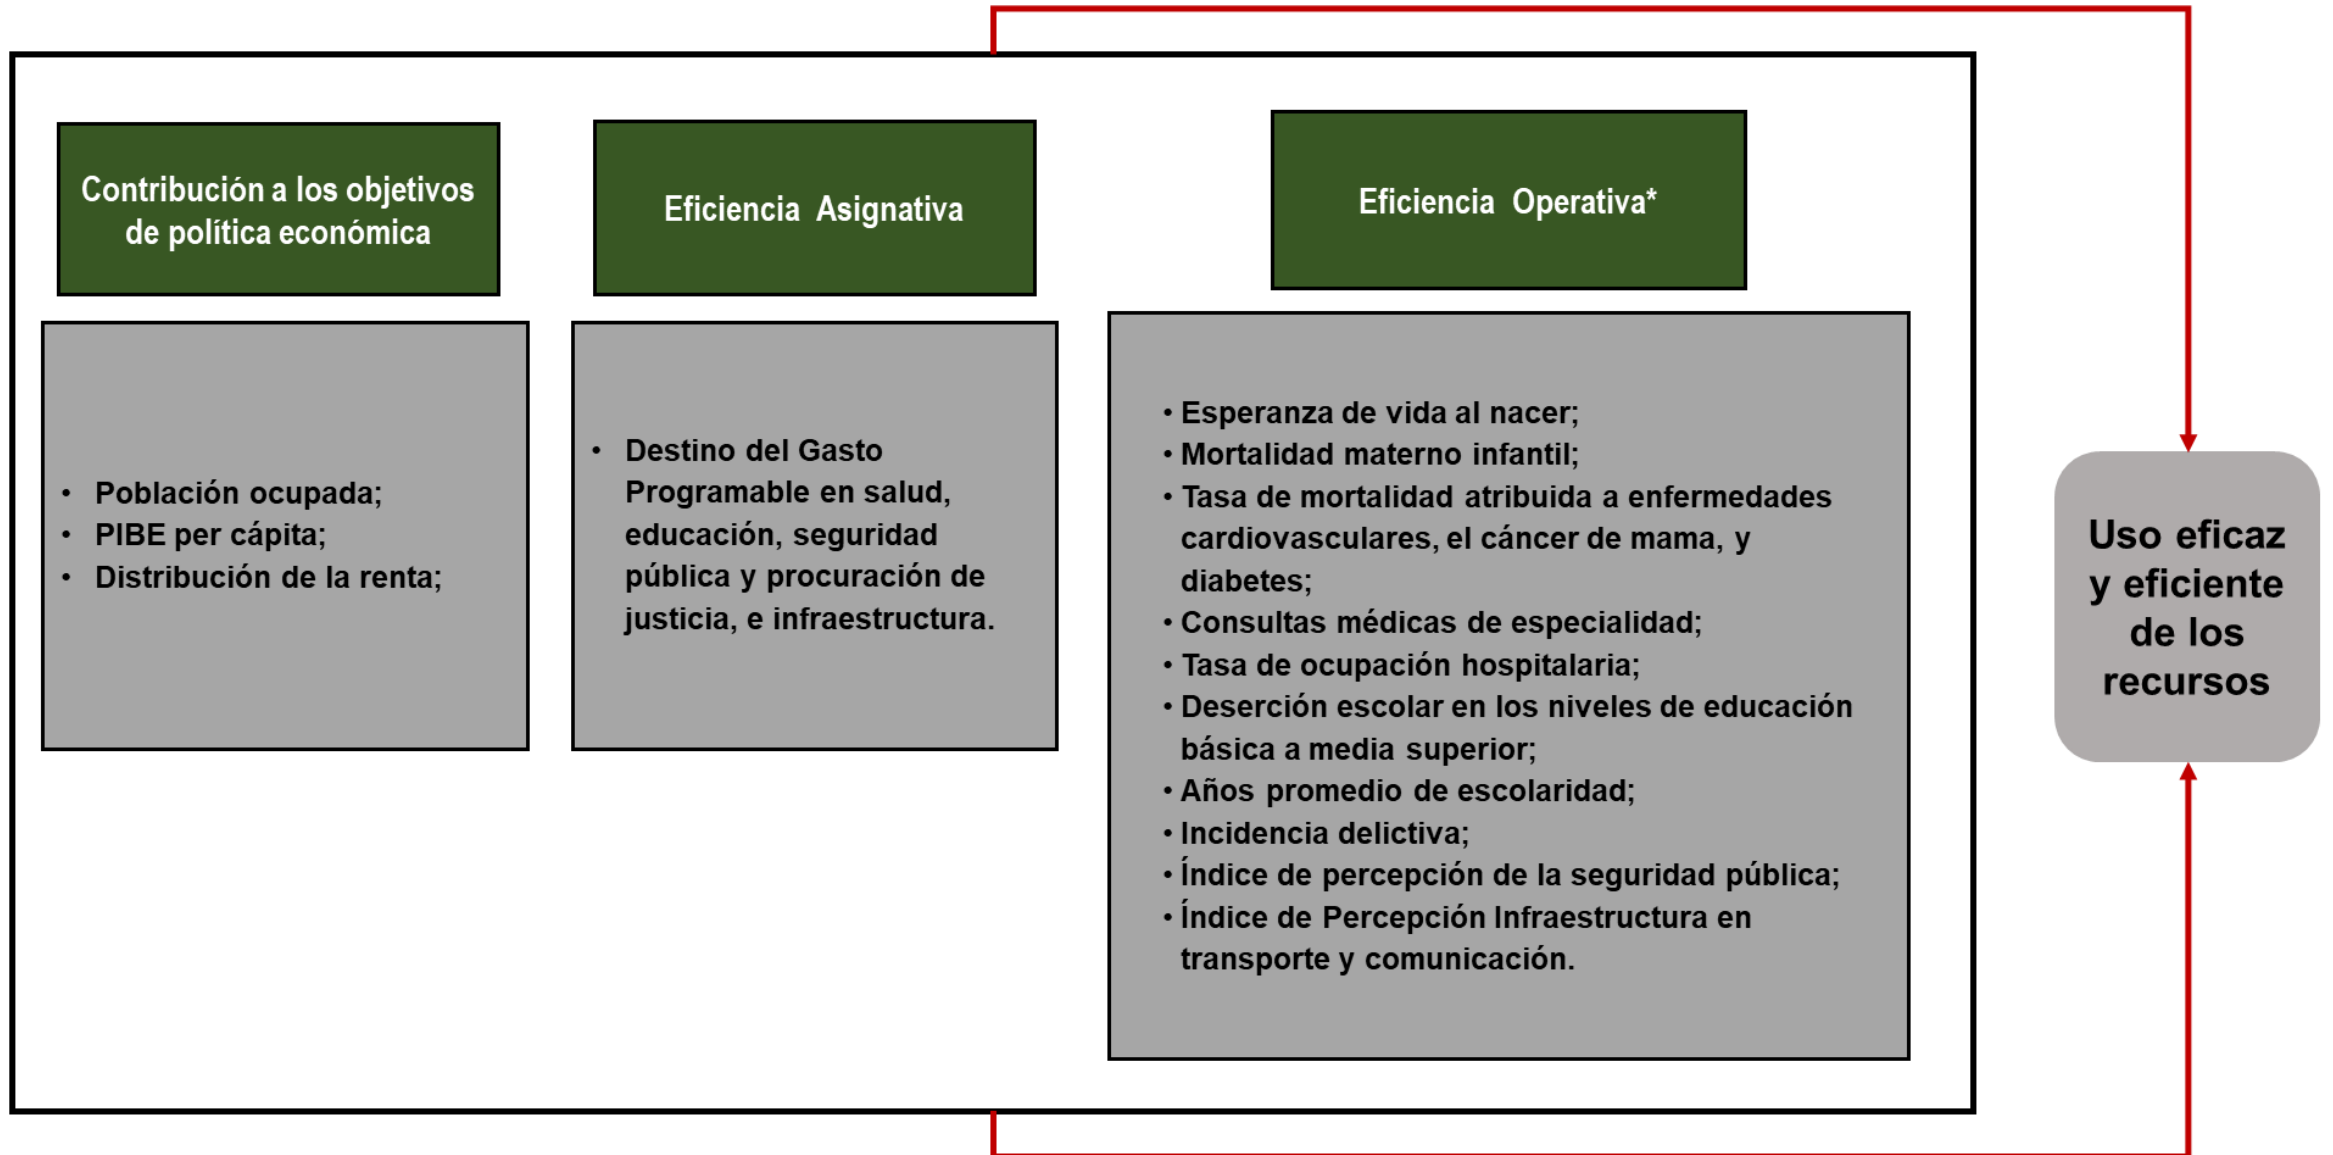 Contribución a los objetivos
de política económica
Eficiencia Asignativa
Eficiencia Operativa*
• Población ocupada;
• PIBE per cápita;
• Distribución de la renta;
• Destino del Gasto
Programable en salud,
educación, seguridad
pública y procuración de
justicia, e infraestructura.
• Esperanza de vida al nacer;
• Mortalidad materno infantil;
• Tasa de mortalidad atribuida a enfermedades
cardiovasculares, el cáncer de mama, y
diabetes;
• Consultas médicas de especialidad;
• Tasa de ocupación hospitalaria;
• Deserción escolar en los niveles de educación
básica a media superior;
• Años promedio de escolaridad;
• Incidencia delictiva;
• Índice de percepción de la seguridad pública;
• Índice de Percepción Infraestructura en
transporte y comunicación.
Uso eficaz
y eficiente
de los
recursos